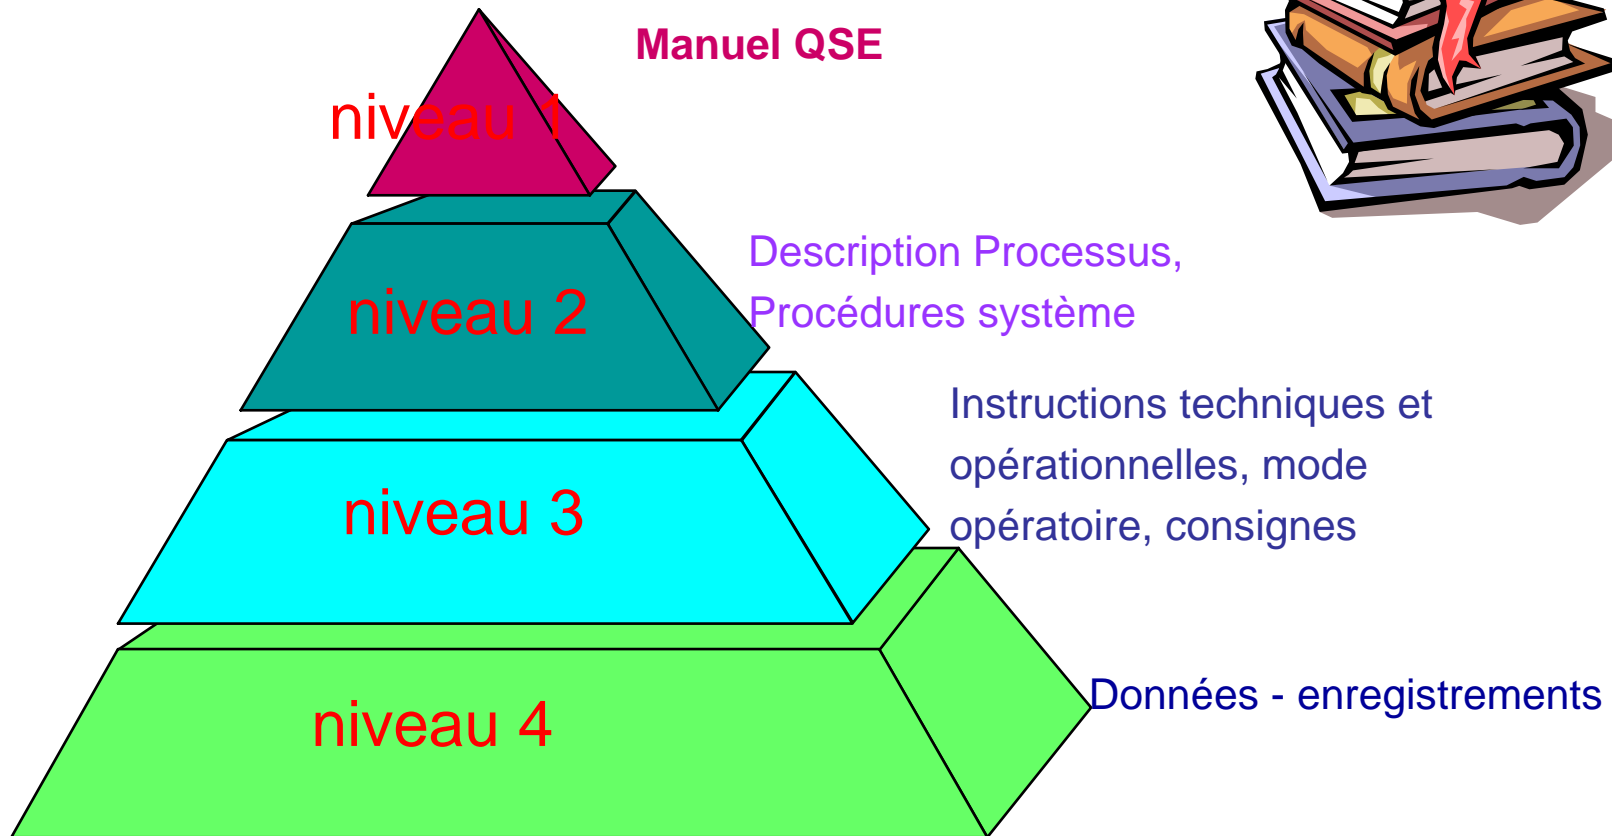 Manuel QSE
niveau 1
Description Processus,
Procédures système
niveau 2
Instructions techniques et
opérationnelles, mode
opératoire, consignes
niveau 3
Données - enregistrements
niveau 4